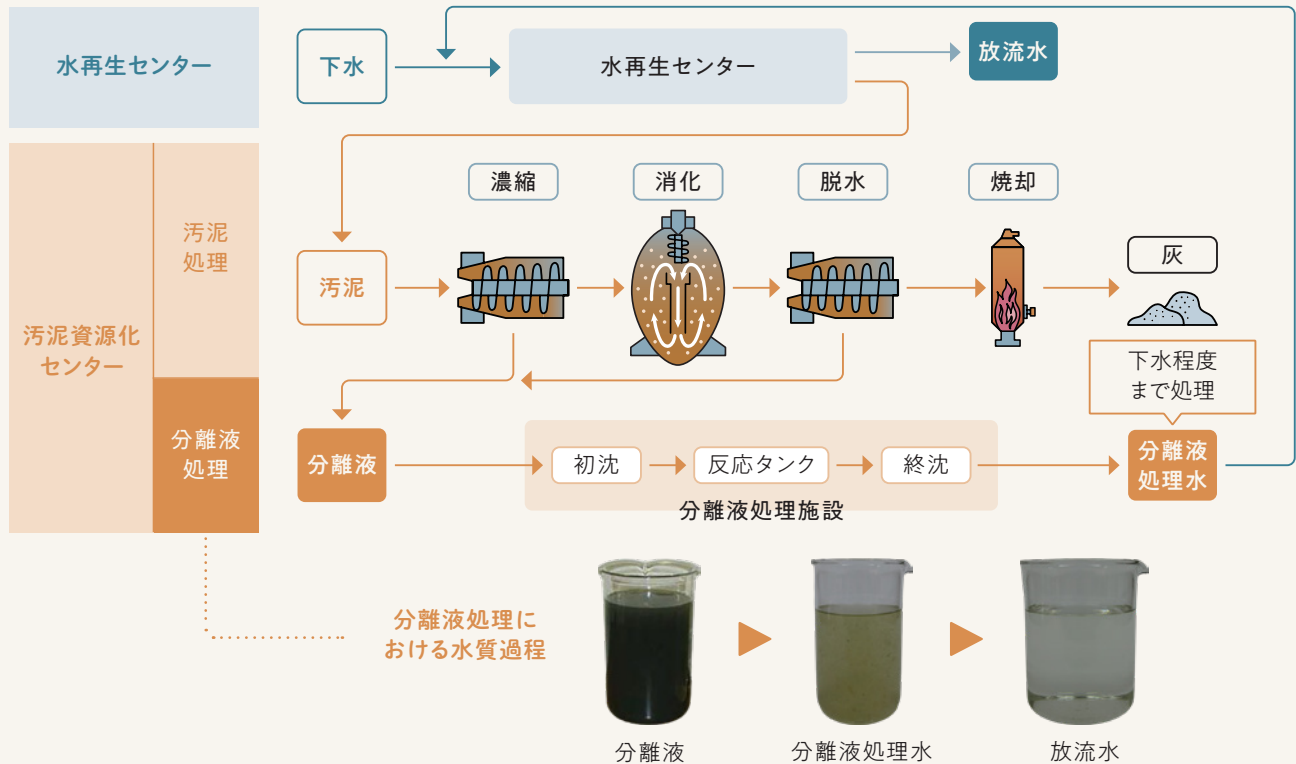 水再生センター
下水
水再生センター
放流水
汚泥資源化
センター
汚泥
処理
濃縮
消化
脱水
焼却
汚泥
灰
下水程度
まで処理
分離液
処理
分離液
初沈
反応タンク
終沈
分離液
処理水
分離液処理施設
分離液処理に
おける水質過程
分離液
分離液処理水
放流水